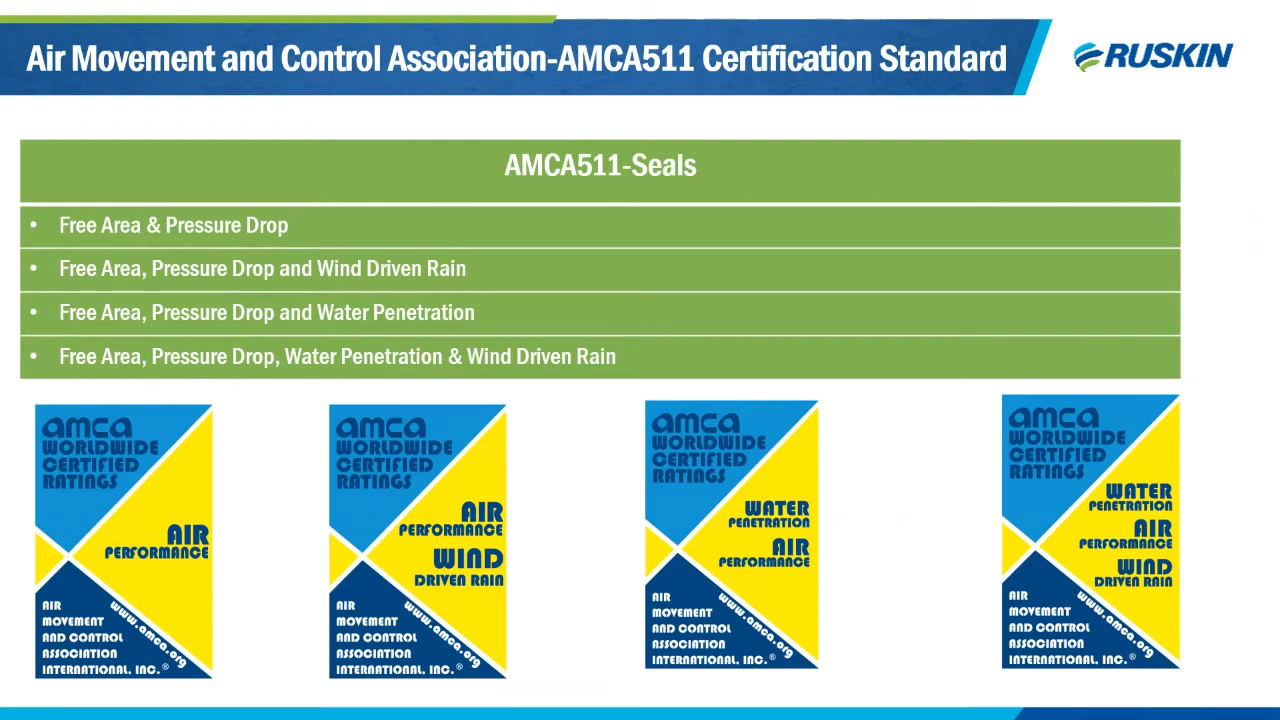 Air Movement and Control Association-AMCA511 Certification Standard
RUSKIN
AMCA511-Seals
• Free Area & Pressure Drop
• Free Area, Pressure Drop and Wind Driven Rain
• Free Area, Pressure Drop and Water Penetration
• Free Area, Pressure Drop, Water Penetration & Wind Driven Rain
amca
WORLDWIDE
CERTIFIED
RATINGS
AIR
PERFORMANCE
AIR
MOVEMENT
AND CONTROL
ASSOCIATION
INTERNATIONAL, INC.®
www.amca.org
amca
WORLDWIDE
CERTIFIED
RATINGS
AIR
PERFORMANCE
WIND
DRIVEN RAIN
AIR
MOVEMENT
AND CONTROL
ASSOCIATION
INTERNATIONAL, INC.®
www.amca.org
amca
WORLDWIDE
CERTIFIED
RATINGS
WATER
PENETRATION
AIR
PERFORMANCE
AIR
MOVEMENT
AND CONTROL
ASSOCIATION
INTERNATIONAL, INC.®
www.amca.org
amca
WORLDWIDE
CERTIFIED
RATINGS
WATER
PENETRATION
AIR
PERFORMANCE
WIND
DRIVEN RAIN
AIR
MOVEMENT
AND CONTROL
ASSOCIATION
INTERNATIONAL, INC.®
www.amca.org